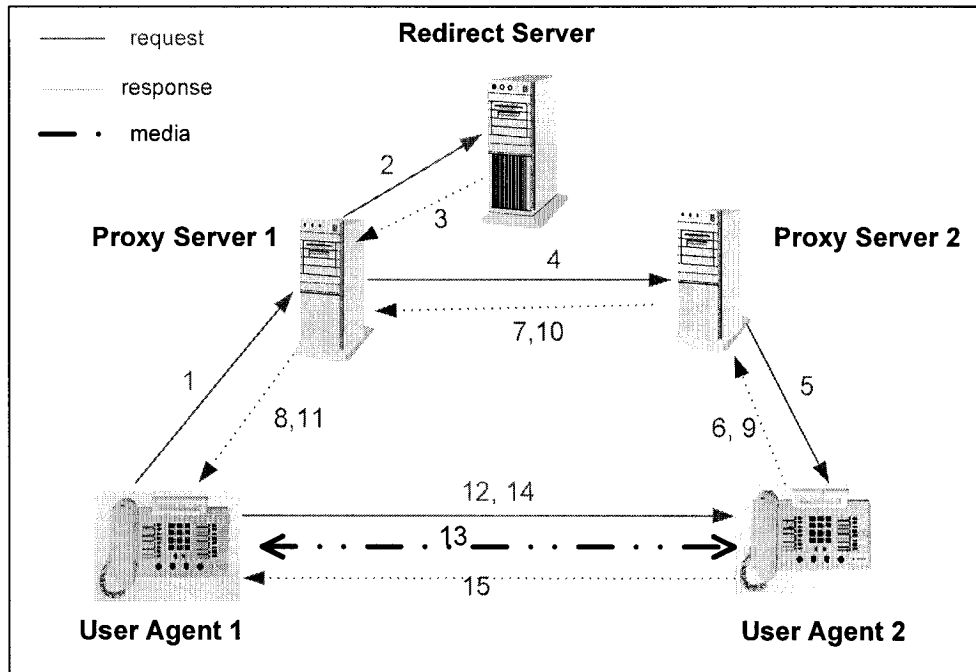 request
Redirect Server
response
media
2
3
Proxy Server 1
Proxy Server 2
4
7,10
1
5
8,11
6, 9
12, 14
13
15
User Agent 1
User Agent 2